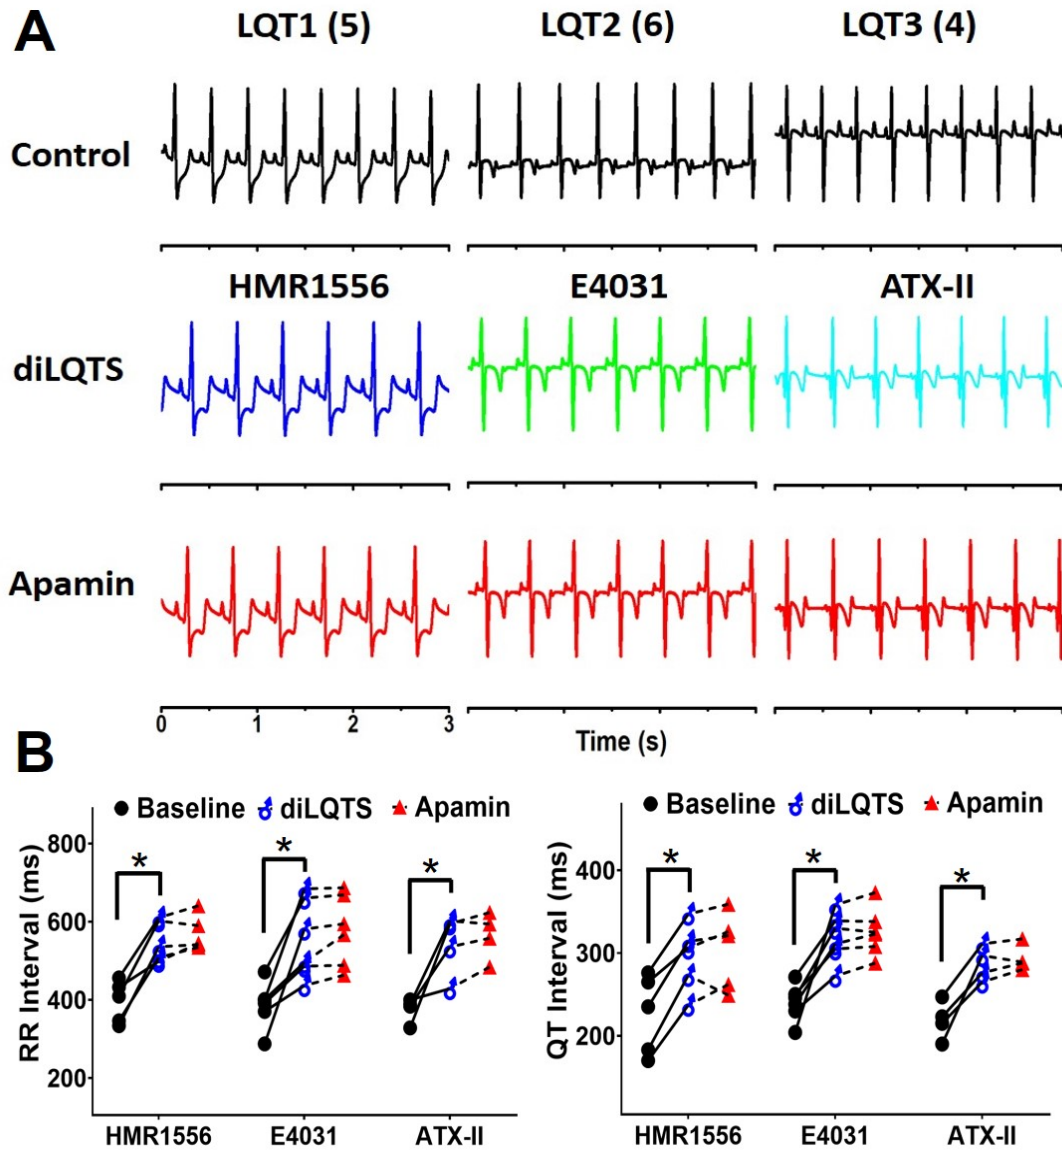 A
LQT1 (5) LQT2 (6) LQT3 (4)
Control
HMR1556 E4031 ATX-II
diLQTS
Apamin
0 1 2 3
Time (s)
B
Baseline diLQTS Apamin
RR Interval (ms)
800
600
400
200
* * *
HMR1556 E4031 ATX-II
Baseline diLQTS Apamin
QT Interval (ms)
400
300
200
* * *
HMR1556 E4031 ATX-II